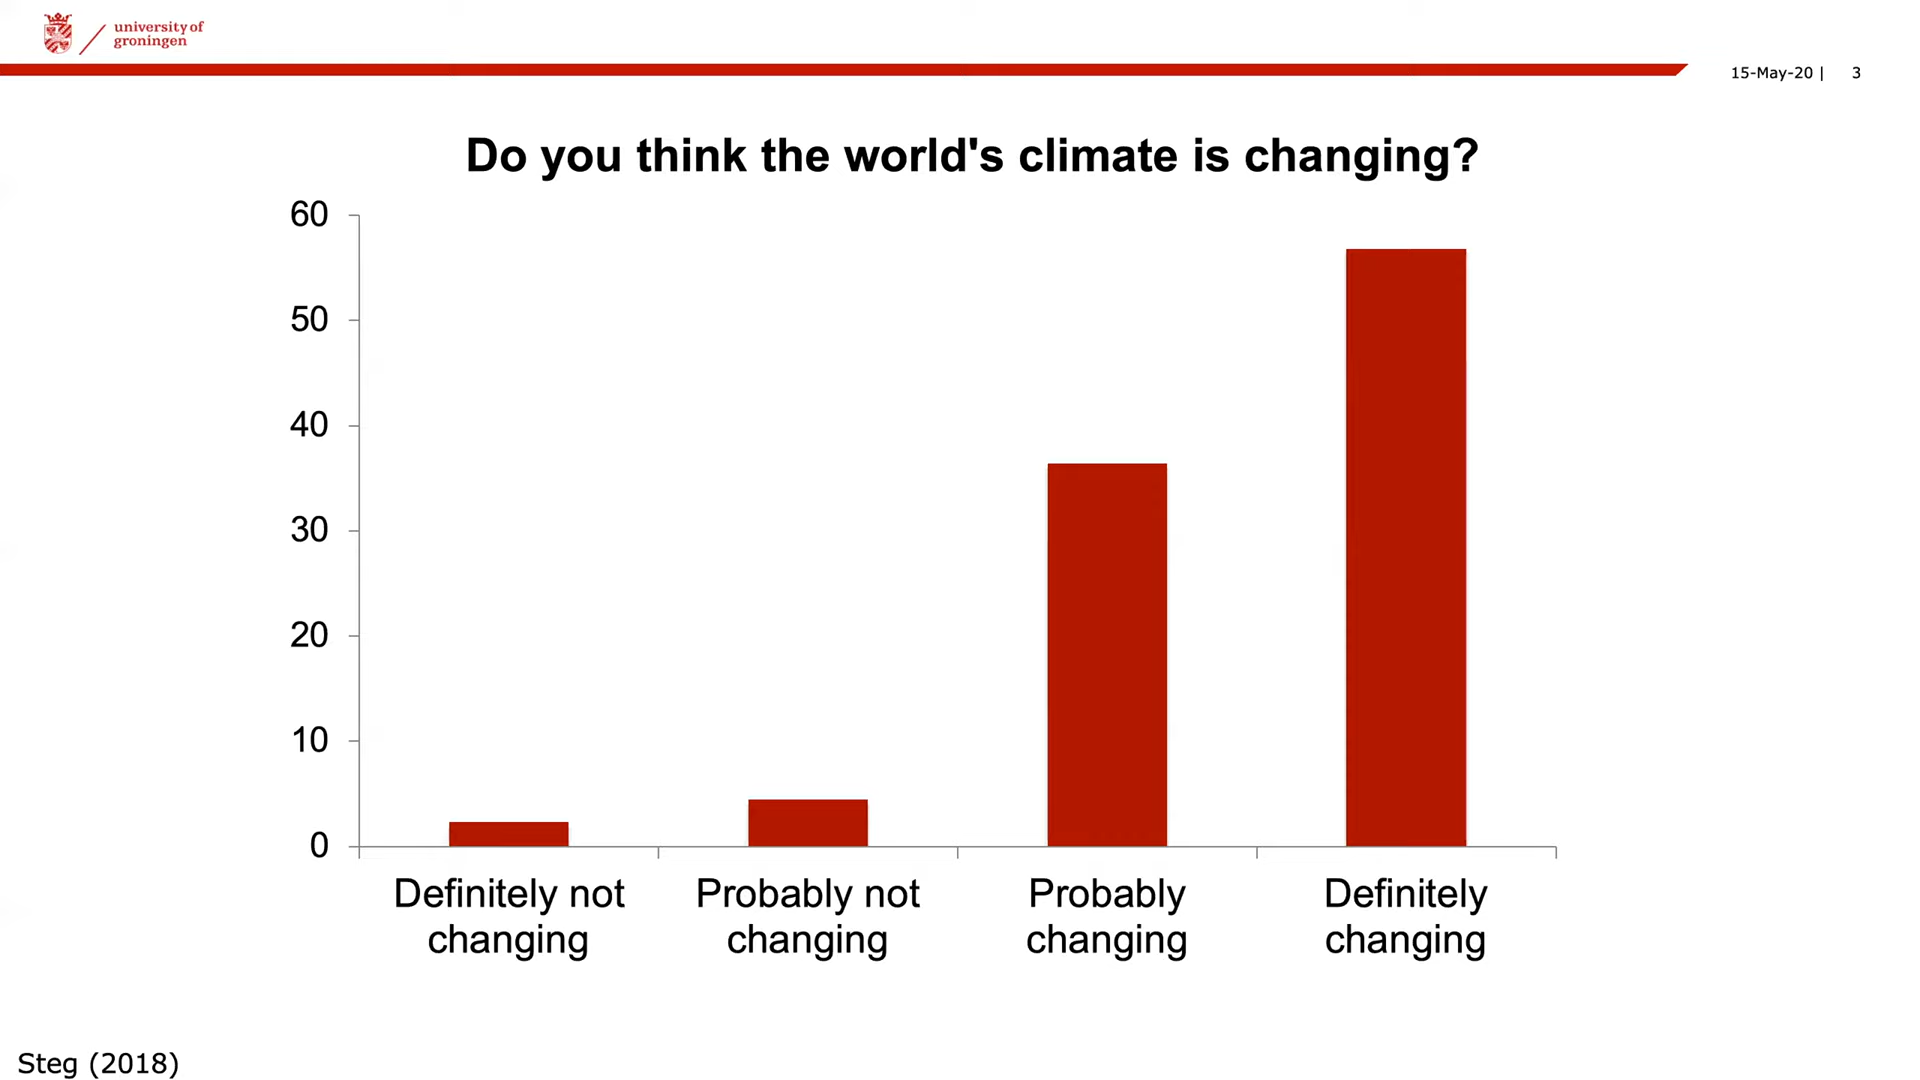 university of
groningen
15-May-20 | 3
Do you think the world's climate is changing?
60
50
40
30
20
10
0
Definitely not
changing
Probably not
changing
Probably
changing
Definitely
changing
Steg (2018)